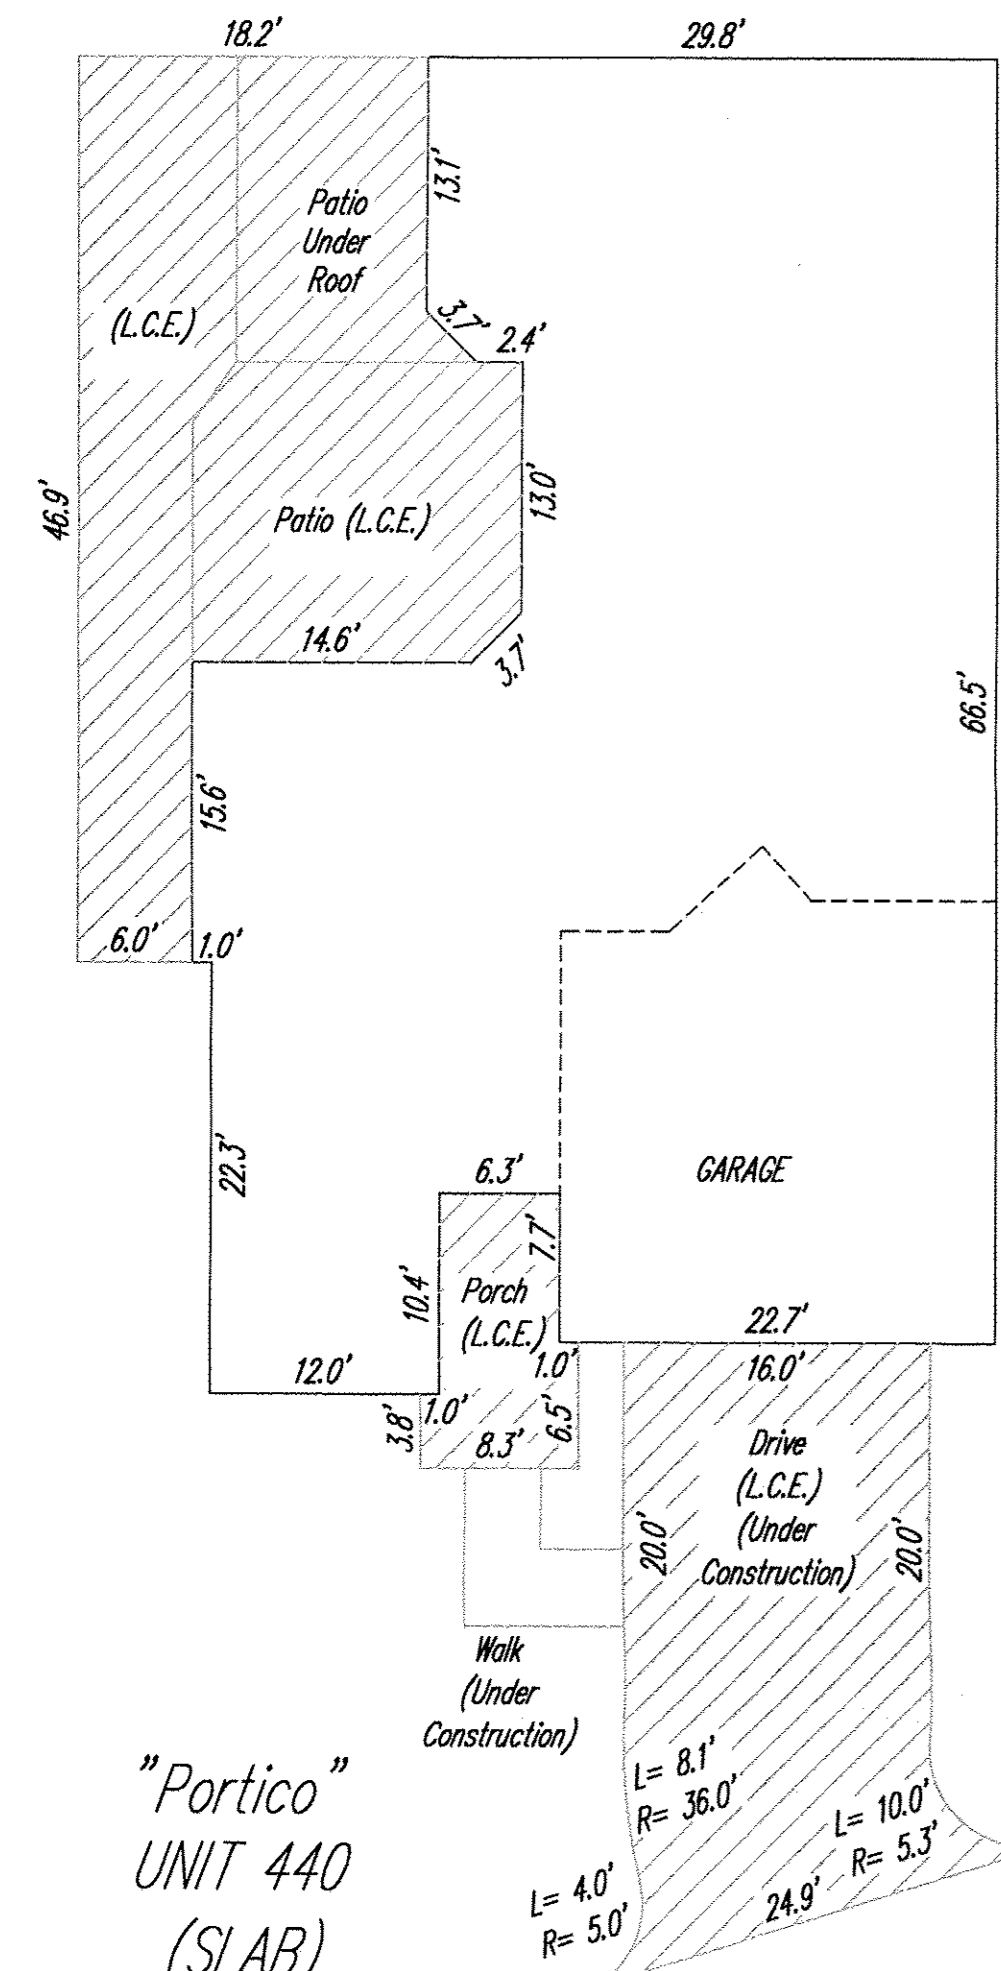 18.2'
29.8'
13.1'
Patio
Under
Roof
(L.C.E.)
3.7'
2.4'
46.9'
13.0'
Patio (L.C.E.)
14.6'
3.7'
66.5'
15.6'
6.0'
1.0'
22.3'
6.3'
GARAGE
7.7'
10.4'
Porch
(L.C.E.)
22.7'
12.0'
1.0'
16.0'
3.8'
1.0'
8.3'
6.5'
Drive
(L.C.E.)
(Under
Construction)
20.0'
20.0'
Walk
(Under
Construction)
L= 8.1'
R= 36.0'
L= 10.0'
R= 5.3'
24.9'
L= 4.0'
R= 5.0'
"Portico"
UNIT 440
(SLAB)